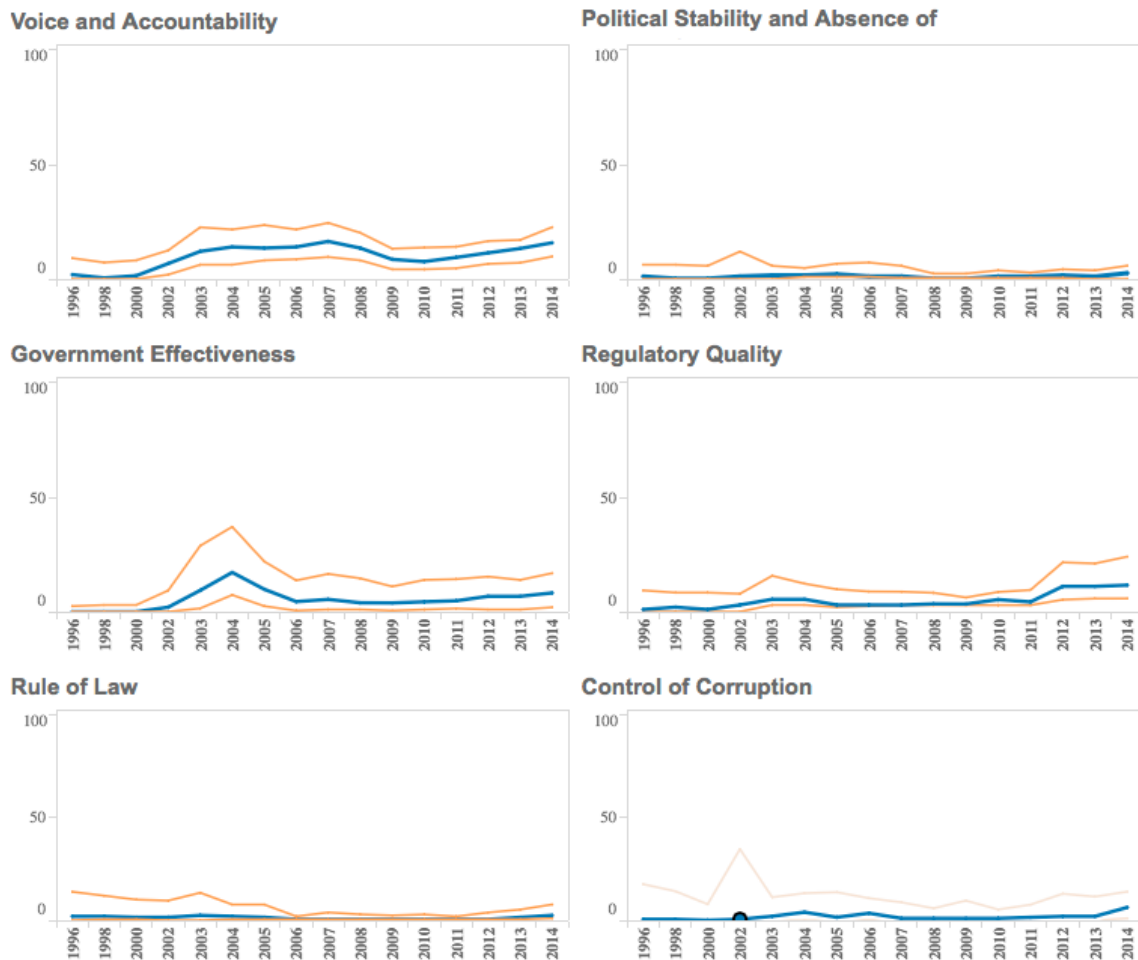 Voice and Accountability
100
50
0
1996 1998 2000 2002 2003 2004 2005 2006 2007 2008 2009 2010 2011 2012 2013 2014
Political Stability and Absence of
100
50
0
1996 1998 2000 2002 2003 2004 2005 2006 2007 2008 2009 2010 2011 2012 2013 2014
Government Effectiveness
100
50
0
1996 1998 2000 2002 2003 2004 2005 2006 2007 2008 2009 2010 2011 2012 2013 2014
Regulatory Quality
100
50
0
1996 1998 2000 2002 2003 2004 2005 2006 2007 2008 2009 2010 2011 2012 2013 2014
Rule of Law
100
50
0
1996 1998 2000 2002 2003 2004 2005 2006 2007 2008 2009 2010 2011 2012 2013 2014
Control of Corruption
100
50
0
1996 1998 2000 2002 2003 2004 2005 2006 2007 2008 2009 2010 2011 2012 2013 2014